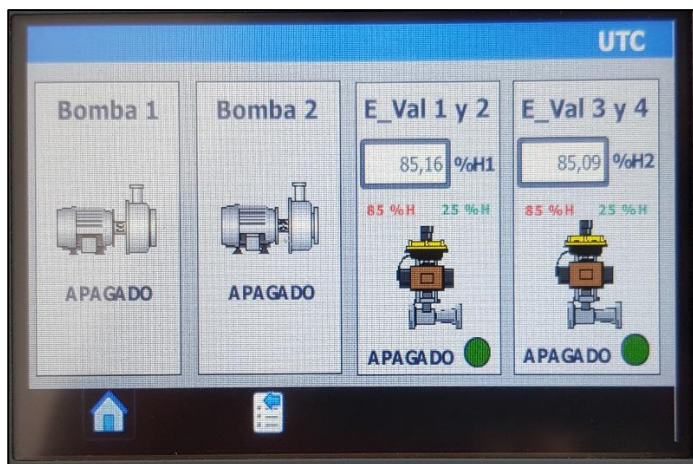 UTC
Bomba 1
APAGADO
Bomba 2
APAGADO
E_Val 1 y 2
85,16 %H1
85 %H 25 %H
APAGADO
E_Val 3 y 4
85,09 %H2
85 %H 25 %H
APAGADO